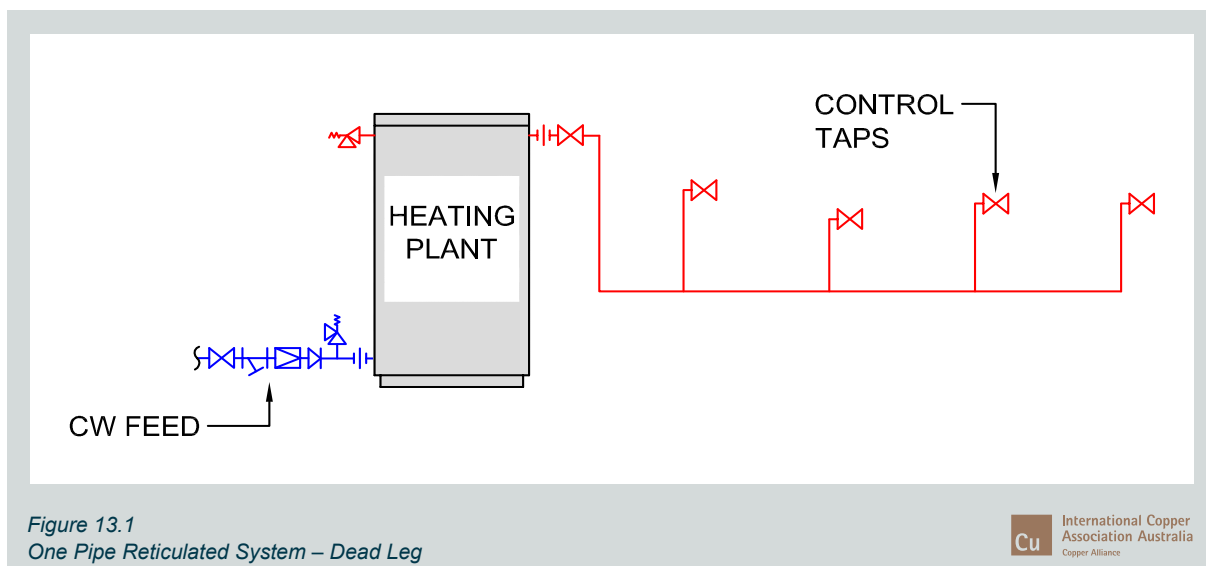 CONTROL
TAPS
HEATING
PLANT
CW FEED
Figure 13.1
One Pipe Reticulated System – Dead Leg
Cu
International Copper
Association Australia
Copper Alliance